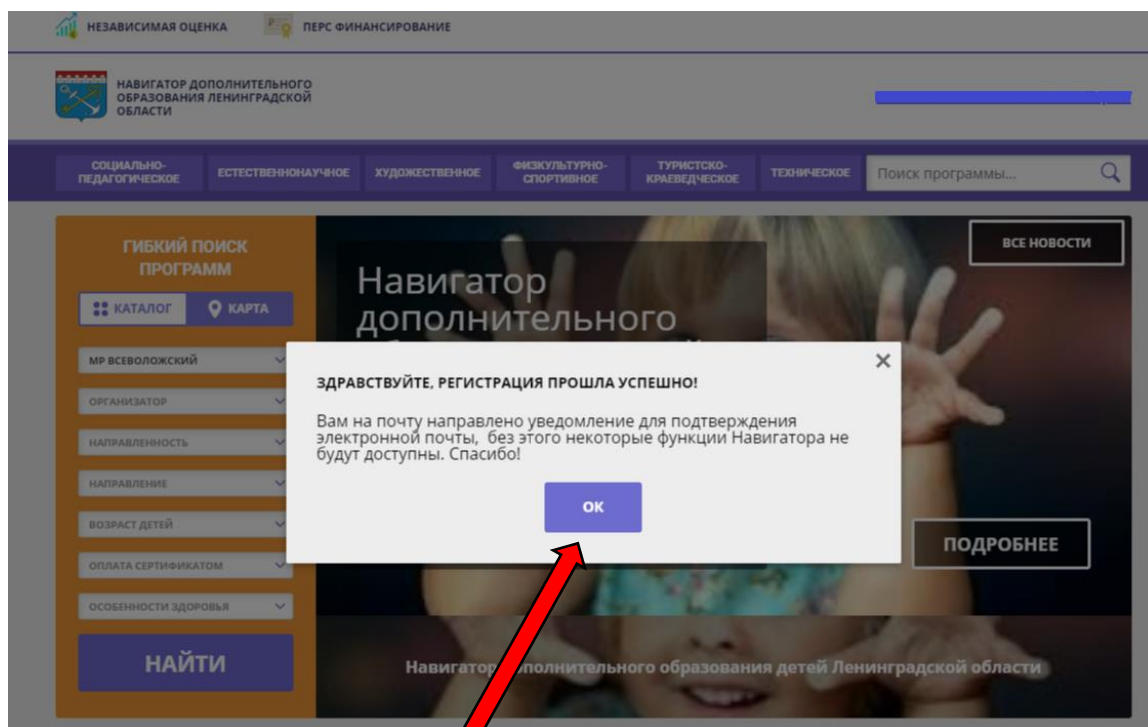 НЕЗАВИСИМАЯ ОЦЕНКА ПЕРС ФИНАНСИРОВАНИЕ
НАВИГАТОР ДОПОЛНИТЕЛЬНОГО
ОБРАЗОВАНИЯ ЛЕНИНГРАДСКОЙ
ОБЛАСТИ
СОЦИАЛЬНО-
ПЕДАГОГИЧЕСКОЕ
ЕСТЕСТВЕННОНАУЧНОЕ
ХУДОЖЕСТВЕННОЕ
ФИЗКУЛЬТУРНО-
СПОРТИВНОЕ
ТУРИСТСКО-
КРАЕВЕДЧЕСКОЕ
ТЕХНИЧЕСКОЕ
Поиск программы...
ГИБКИЙ ПОИСК
ПРОГРАММ
КАТАЛОГ КАРТА
МР ВСЕВОЛОЖСКИЙ
ОРГАНИЗАТОР
НАПРАВЛЕННОСТЬ
НАПРАВЛЕНИЕ
ВОЗРАСТ ДЕТЕЙ
ОПЛАТА СЕРТИФИКАТОМ
ОСОБЕННОСТИ ЗДОРОВЬЯ
НАЙТИ
ВСЕ НОВОСТИ
Навигатор
дополнительного
ЗДРАВСТВУЙТЕ, РЕГИСТРАЦИЯ ПРОШЛА УСПЕШНО!
Вам на почту направлено уведомление для подтверждения
электронной почты, без этого некоторые функции Навигатора не
будут доступны. Спасибо!
ОК
ПОДРОБНЕЕ
Навигатор дополнительного образования детей Ленинградской области